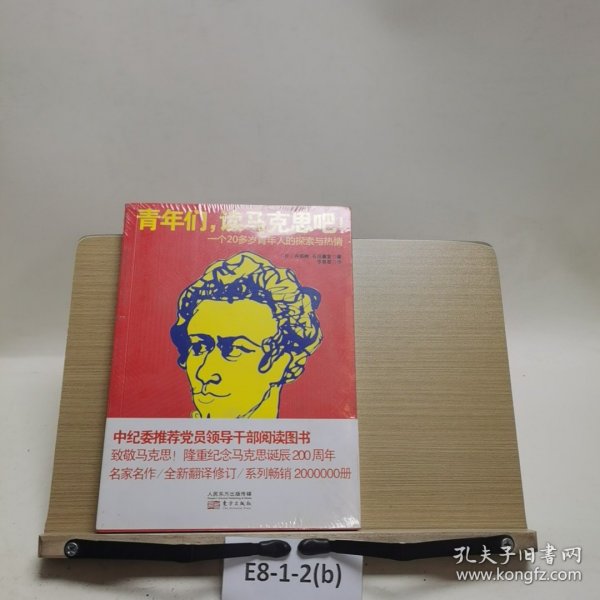 青年们，读马克思吧！
一个20多岁青年人的探索与热情
中纪委推荐党员领导干部阅读图书
致敬马克思！隆重纪念马克思诞辰200周年
名家名作/全新翻译修订/系列畅销2000000册
人民东方出版传媒
东方出版社
E8-1-2(b)
孔夫子旧书网
www.kongfz.com